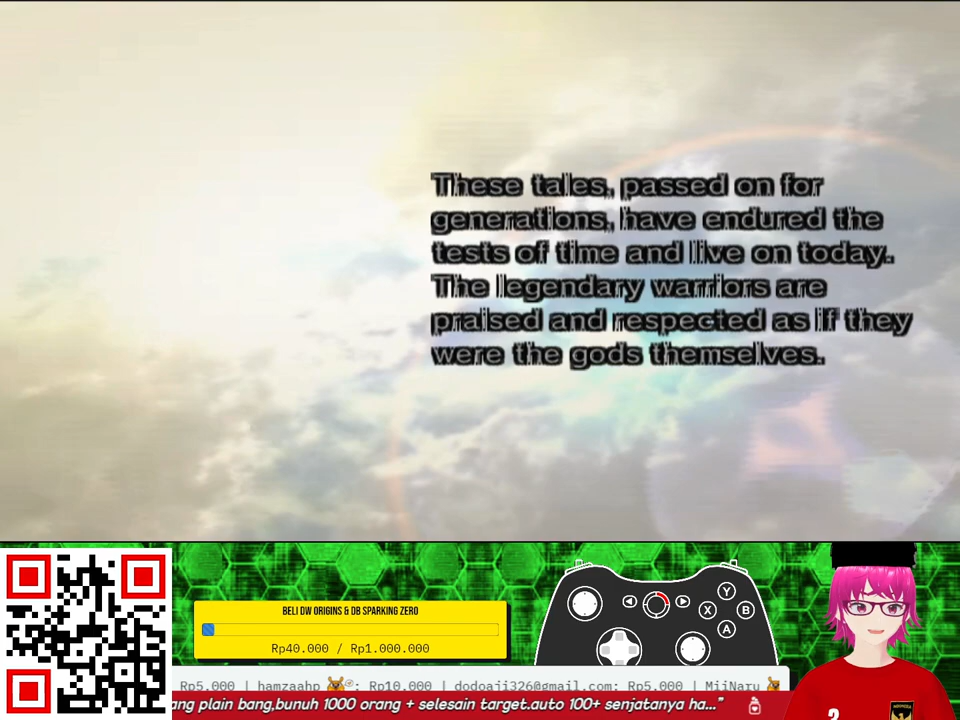 These tales, passed on for
generations, have endured the
tests of time and live on today.
The legendary warriors are
praised and respected as if they
were the gods themselves.
BELI DW ORIGINS & DB SPARKING ZERO
Rp40.000 / Rp1.000.000
Y
X B
A
Rp5.000 | hamzaahp : Rp10.000 | dodoaji326@gmail.com: Rp5.000 | MiiNaru
ang plain bang,bunuh 1000 orang + selesain target.auto 100+ senjatanya ha..."
2